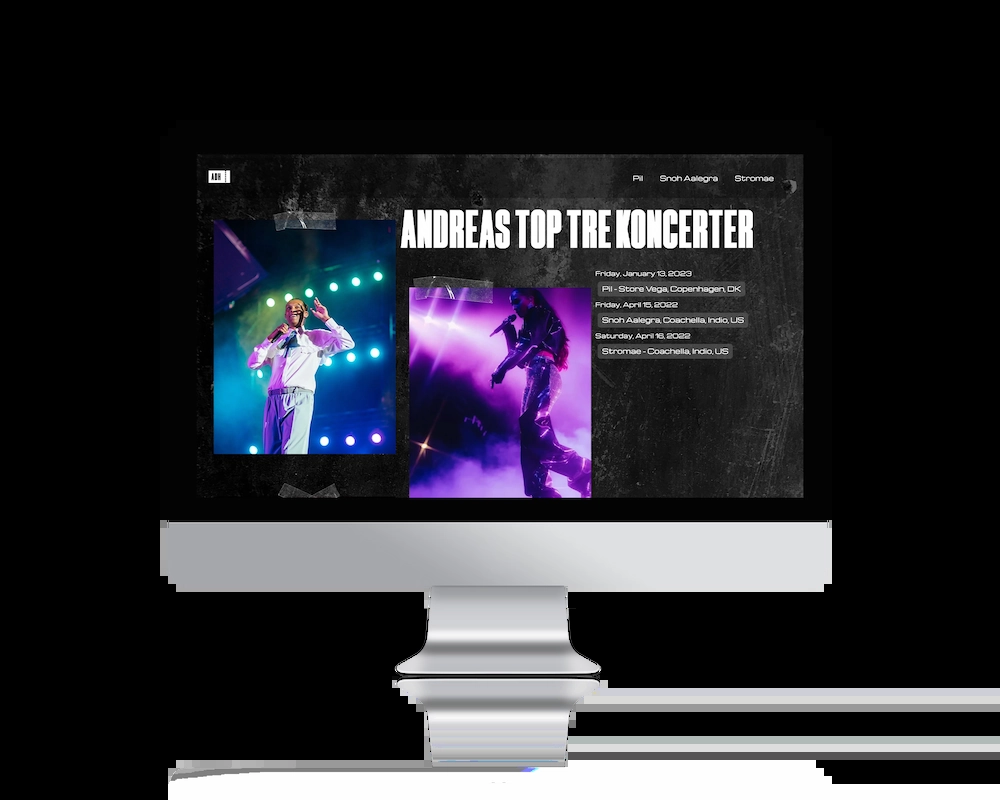 ADH
Pil Snoh Aalegra Stromae
ANDREAS TOP TRE KONCERTER
Friday, January 13, 2023
Pil - Store Vega, Copenhagen, DK
Friday, April 15, 2022
Snoh Aalegra, Coachella, Indio, US
Saturday, April 16, 2022
Stromae - Coachella, Indio, US